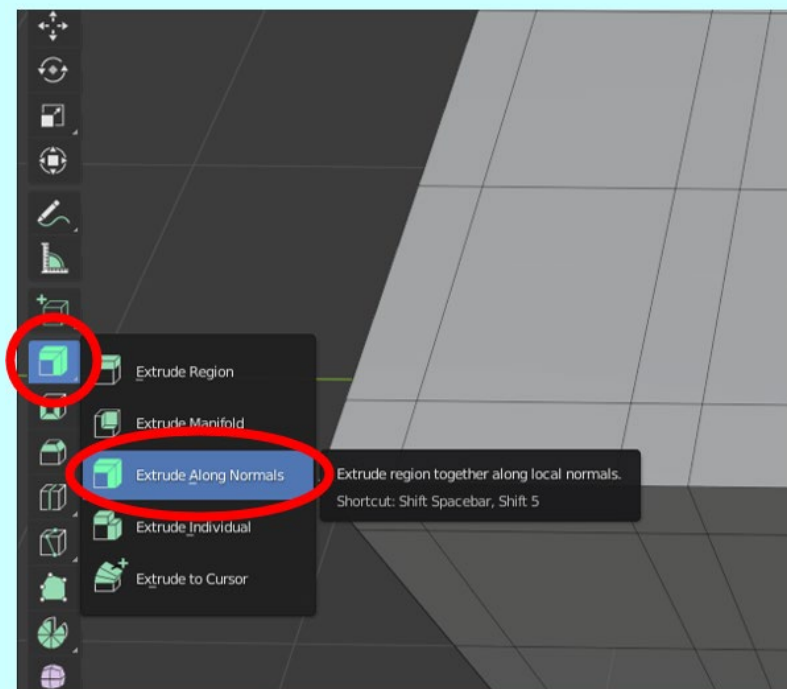 Extrude Region
Extrude Manifold
Extrude Along Normals
Extrude region together along local normals.
Shortcut: Shift Spacebar, Shift 5
Extrude Individual
Extrude to Cursor